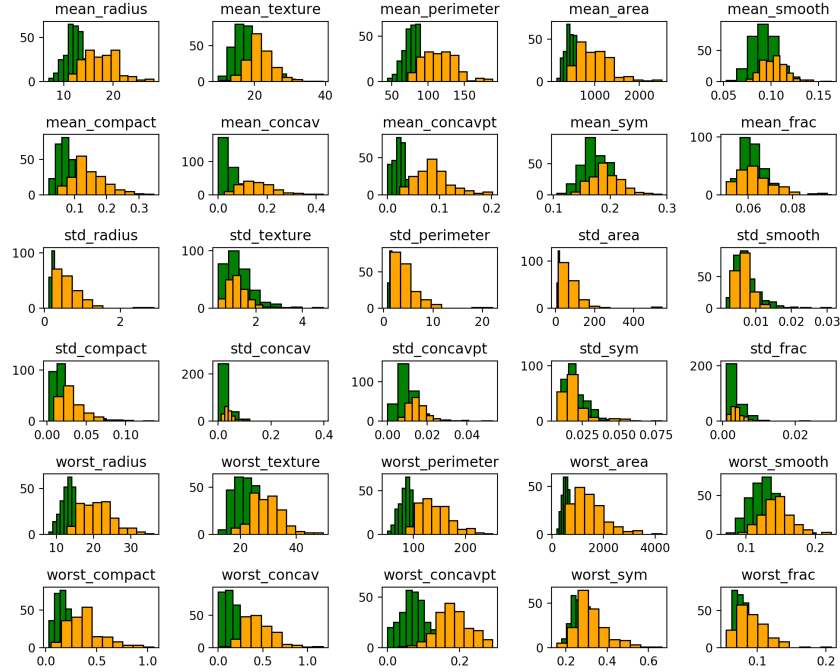 mean_radius mean_texture mean_perimeter mean_area mean_smooth
50 0 10 20
50 0 20 40
50 0 50 100 150
50 0 1000 2000
50 0 0.05 0.10 0.15
mean_compact mean_concav mean_concavpt mean_sym mean_frac
50 0 0.1 0.2 0.3
100 0 0.0 0.2 0.4
50 0 0.0 0.1 0.2
50 0 0.1 0.2 0.3
100 50 0 0.06 0.08
std_radius std_texture std_perimeter std_area std_smooth
100 0 0 2
100 50 0 2 4
50 0 0 10 20
100 0 0 200 400
50 0 0.01 0.02 0.03
std_compact std_concav std_concavpt std_sym std_frac
100 0 0.00 0.05 0.10
200 0 0.0 0.2 0.4
100 0 0.00 0.02 0.04
100 0 0.025 0.050 0.075
200 0 0.00 0.02
worst_radius worst_texture worst_perimeter worst_area worst_smooth
50 0 10 20 30
50 0 20 40
50 0 100 200
50 0 0 2000 4000
50 0 0.1 0.2
worst_compact worst_concav worst_concavpt worst_sym worst_frac
50 0 0.0 0.5 1.0
50 0 0.0 0.5 1.0
50 0 0.0 0.2
50 0 0.2 0.4 0.6
50 0 0.1 0.2